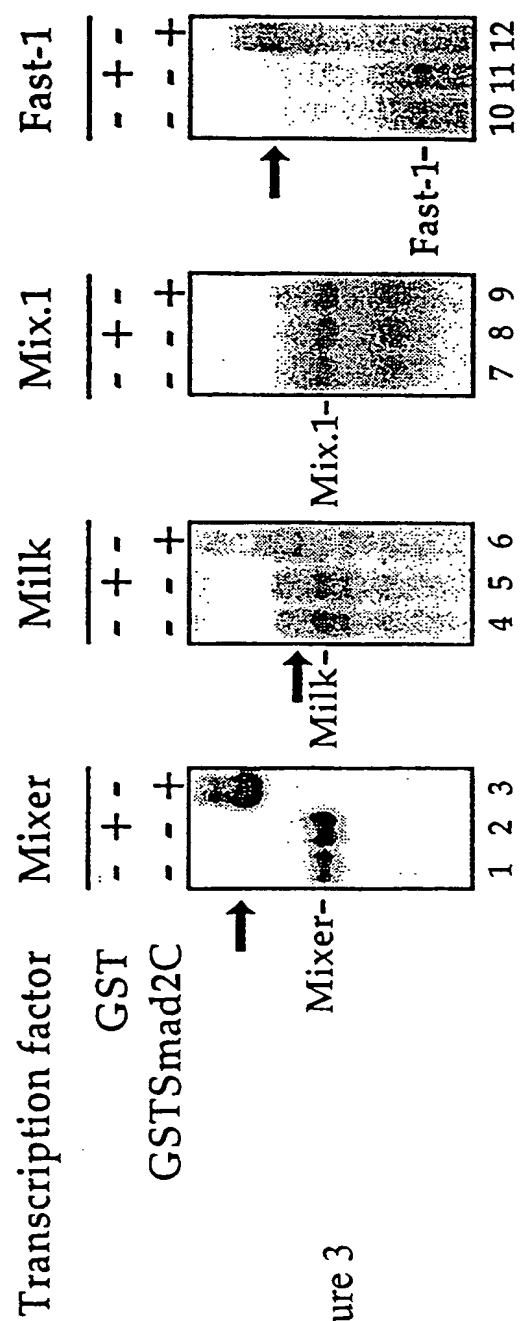 Transcription factor Mixer Milk Mix.1 Fast-1
GST - + - - + - - + - - + -
GSTSmad2C - - + - - + - - + - - +
Mixer- Milk- Mix.1- Fast-1-
1 2 3 4 5 6 7 8 9 10 11 12
ure 3